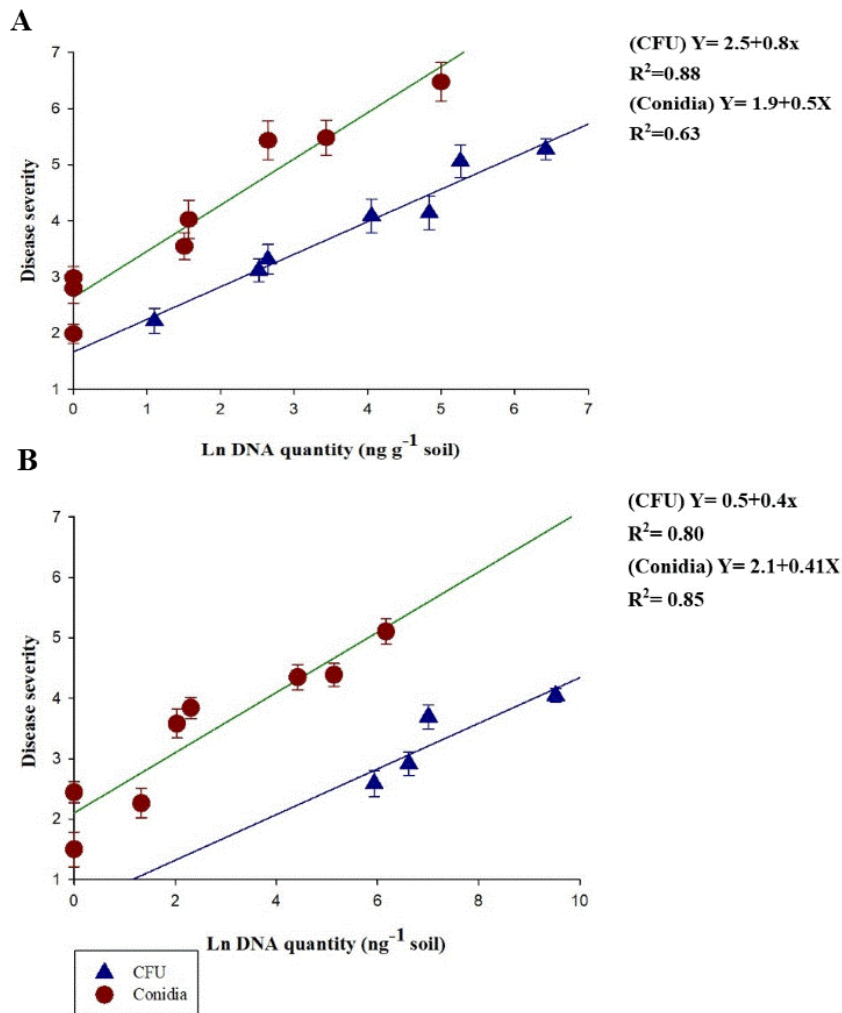 A
(CFU) Y= 2.5+0.8x
R²=0.88
(Conidia) Y= 1.9+0.5X
R²=0.63
7
6
5
4
3
2
1
Disease severity
0 1 2 3 4 5 6 7
Ln DNA quantity (ng g⁻¹ soil)
B
(CFU) Y= 0.5+0.4x
R²= 0.80
(Conidia) Y= 2.1+0.41X
R²= 0.85
7
6
5
4
3
2
1
Disease severity
0 2 4 6 8 10
Ln DNA quantity (ng⁻¹ soil)
CFU
Conidia